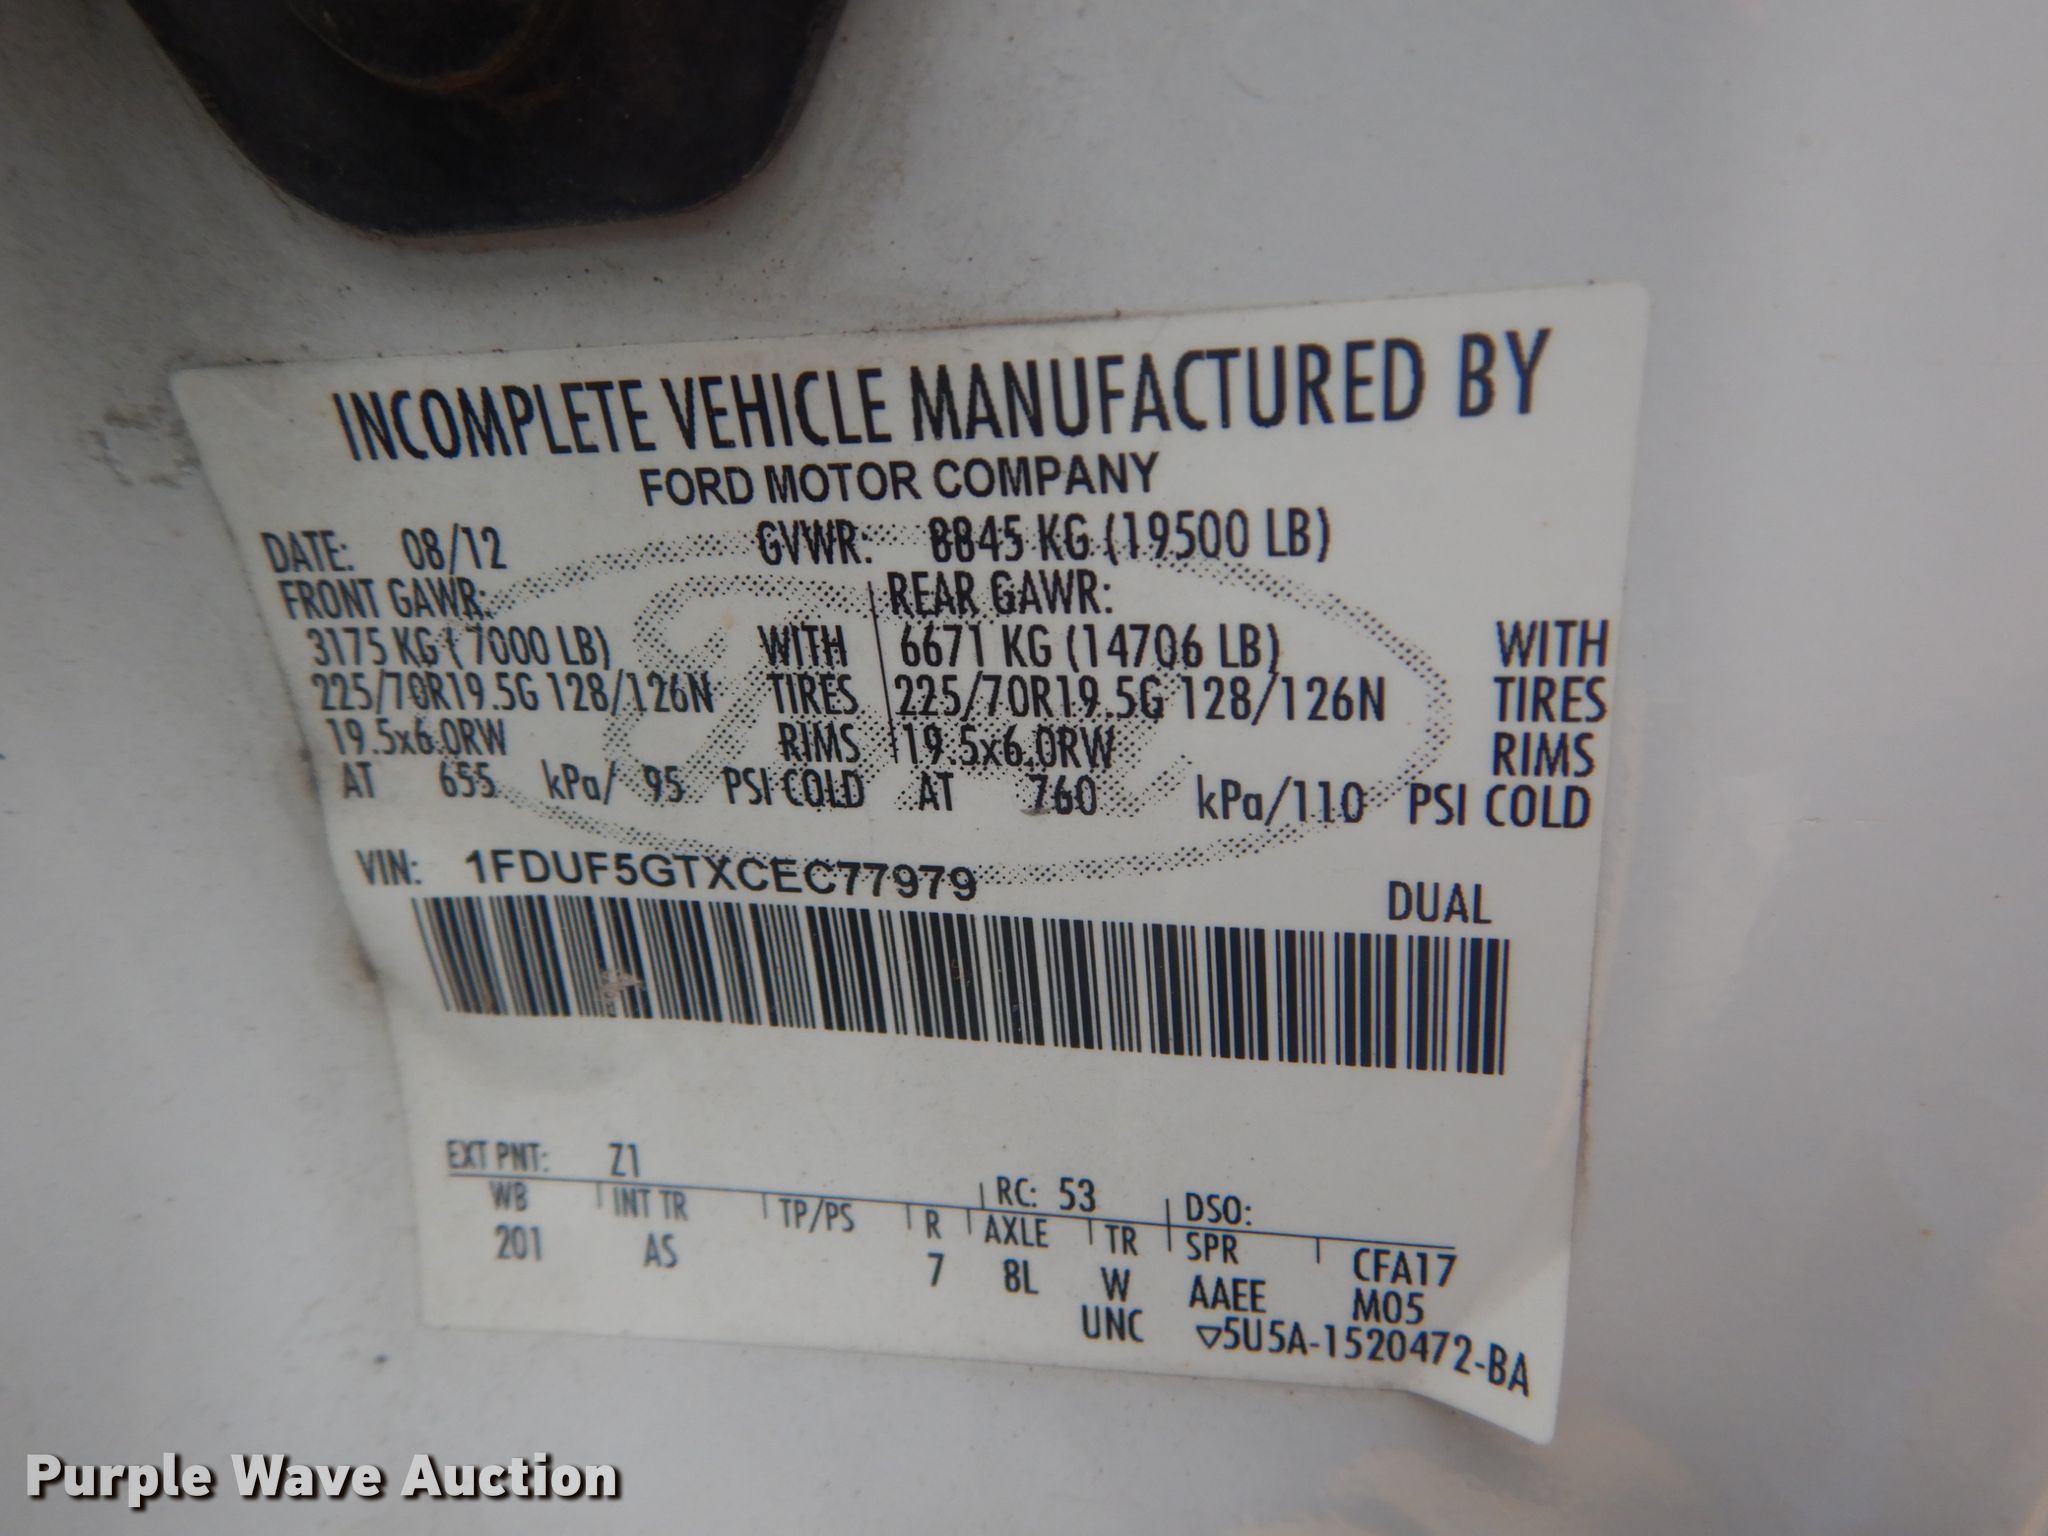 INCOMPLETE VEHICLE MANUFACTURED BY
FORD MOTOR COMPANY
DATE: 08/12 GVWR: 8845 KG (19500 LB)
FRONT GAWR: REAR GAWR:
3175 KG ( 7000 LB) WITH 6671 KG (14706 LB) WITH
225/70R19.5G 128/126N TIRES 225/70R19.5G 128/126N TIRES
19.5x6.0RW RIMS 19.5x6.0RW RIMS
AT 655 kPa/ 95 PSI COLD AT 760 kPa/110 PSI COLD
VIN: 1FDUF5GTXCEC77979 DUAL
EXT PNT: Z1 RC: 53 DSO:
WB INT TR TP/PS R AXLE TR SPR CFA17
201 AS 7 8L W AAEE M05
UNC ▽5U5A-1520472-BA
Purple Wave Auction